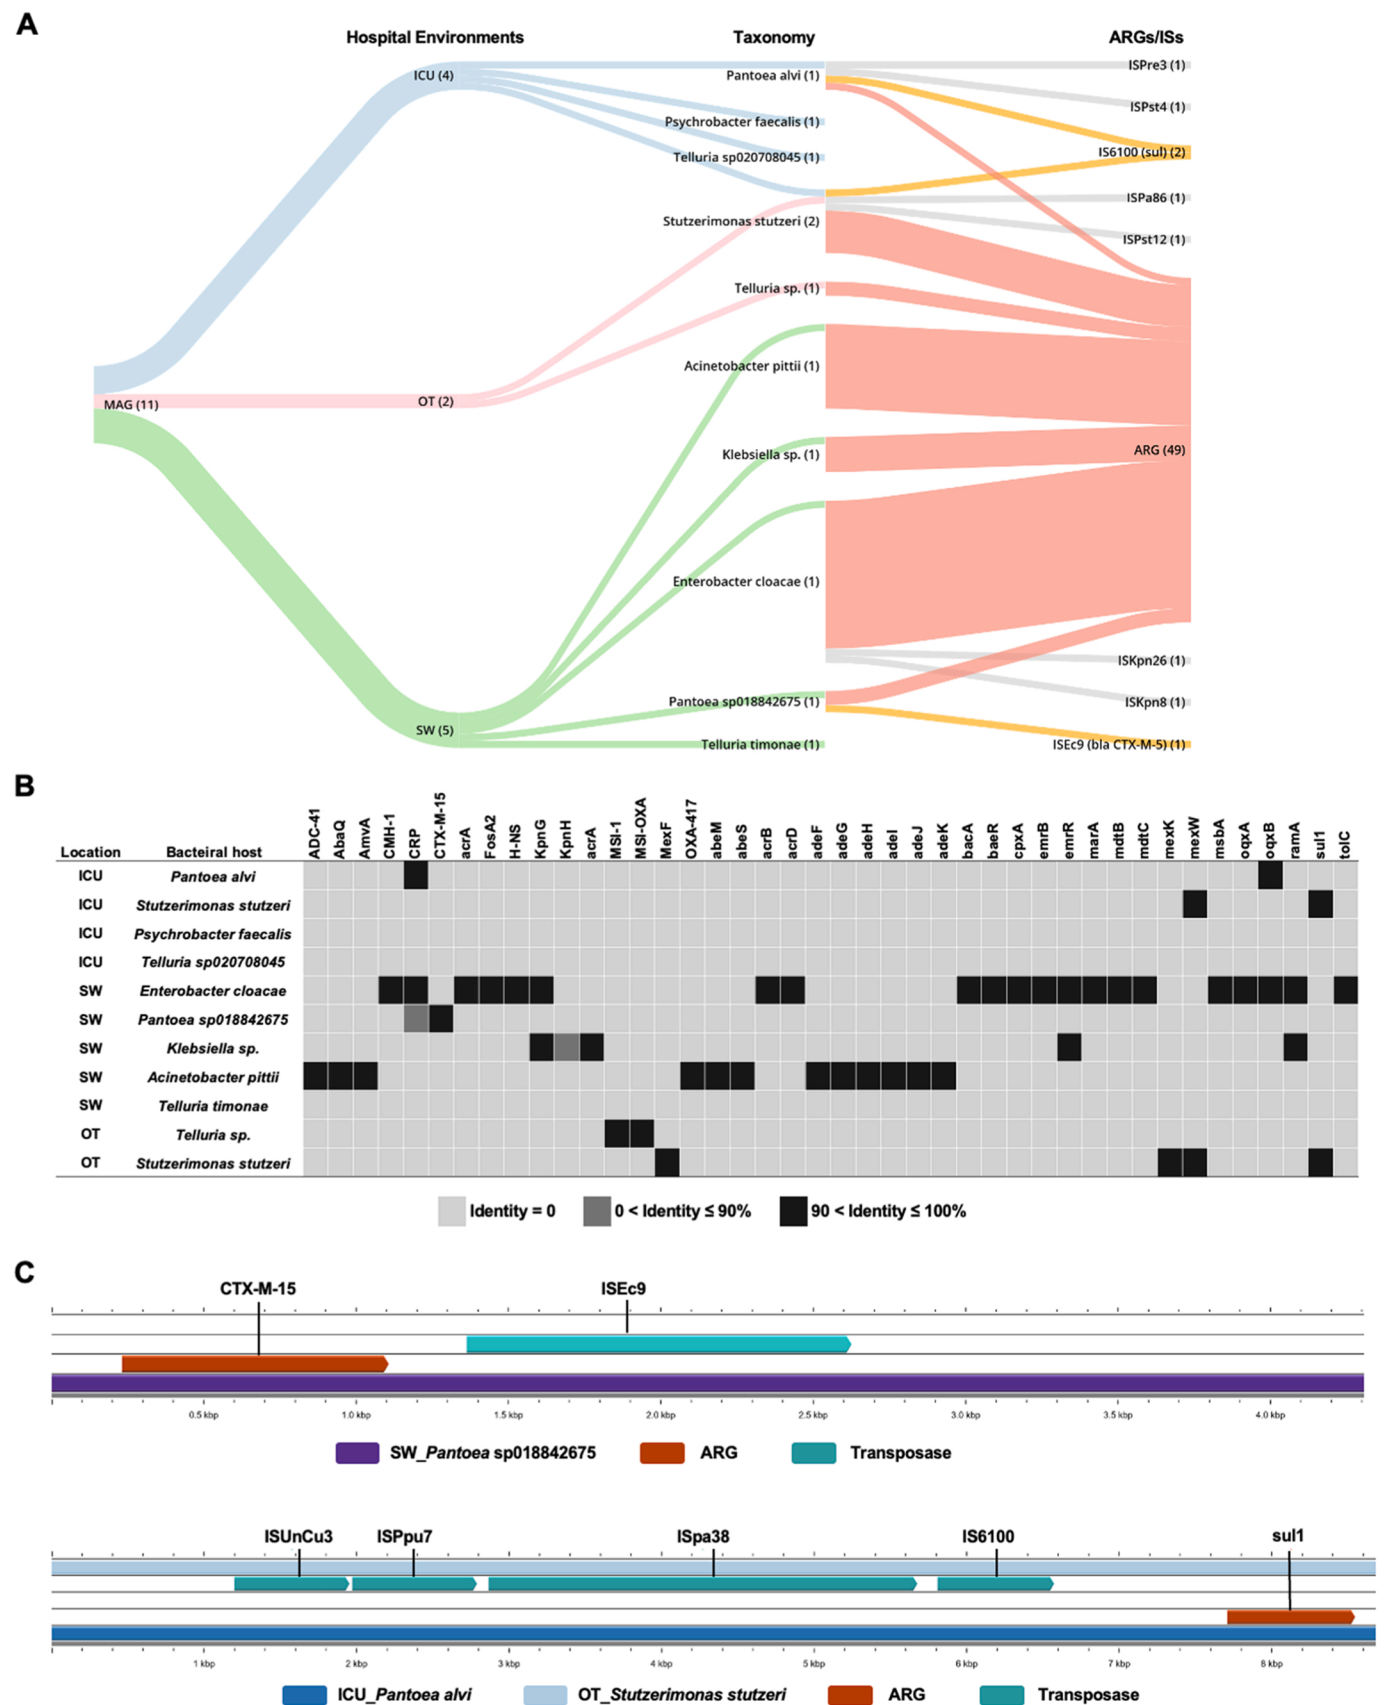 A
Hospital Environments Taxonomy ARGs/ISs
ICU (4)
Pantoea alvi (1)
ISPre3 (1)
ISPst4 (1)
Psychrobacter faecalis (1)
IS6100 (sul) (2)
Telluria sp020708045 (1)
ISPa86 (1)
Stutzerimonas stutzeri (2)
ISPst12 (1)
Telluria sp. (1)
Acinetobacter pittii (1)
MAG (11)
OT (2)
Klebsiella sp. (1)
ARG (49)
Enterobacter cloacae (1)
ISKpn26 (1)
Pantoea sp018842675 (1)
ISKpn8 (1)
SW (5)
Telluria timonae (1)
ISEc9 (bla CTX-M-5) (1)
B
Location Bacteiral host ADC-41 AbaQ AmvA CMH-1 CRP CTX-M-15 acrA FosA2 H-NS KpnG KpnH acrA MSI-1 MSI-OXA MexF OXA-417 abeM abeS acrB acrD adeF adeG adeH adeI adeJ adeK bacA baeR cpxA emrB emrR marA mdtB mdtC mexK mexW msbA oqxA oqxB ramA sul1 tolC
ICU Pantoea alvi
ICU Stutzerimonas stutzeri
ICU Psychrobacter faecalis
ICU Telluria sp020708045
SW Enterobacter cloacae
SW Pantoea sp018842675
SW Klebsiella sp.
SW Acinetobacter pittii
SW Telluria timonae
OT Telluria sp.
OT Stutzerimonas stutzeri
Identity = 0 0 < Identity ≤ 90% 90 < Identity ≤ 100%
C
CTX-M-15 ISEc9
0.5 kbp 1.0 kbp 1.5 kbp 2.0 kbp 2.5 kbp 3.0 kbp 3.5 kbp 4.0 kbp
SW_Pantoea sp018842675 ARG Transposase
ISUnCu3 ISPpu7 ISpa38 IS6100 sul1
1 kbp 2 kbp 3 kbp 4 kbp 5 kbp 6 kbp 7 kbp 8 kbp
ICU_Pantoea alvi OT_Stutzerimonas stutzeri ARG Transposase